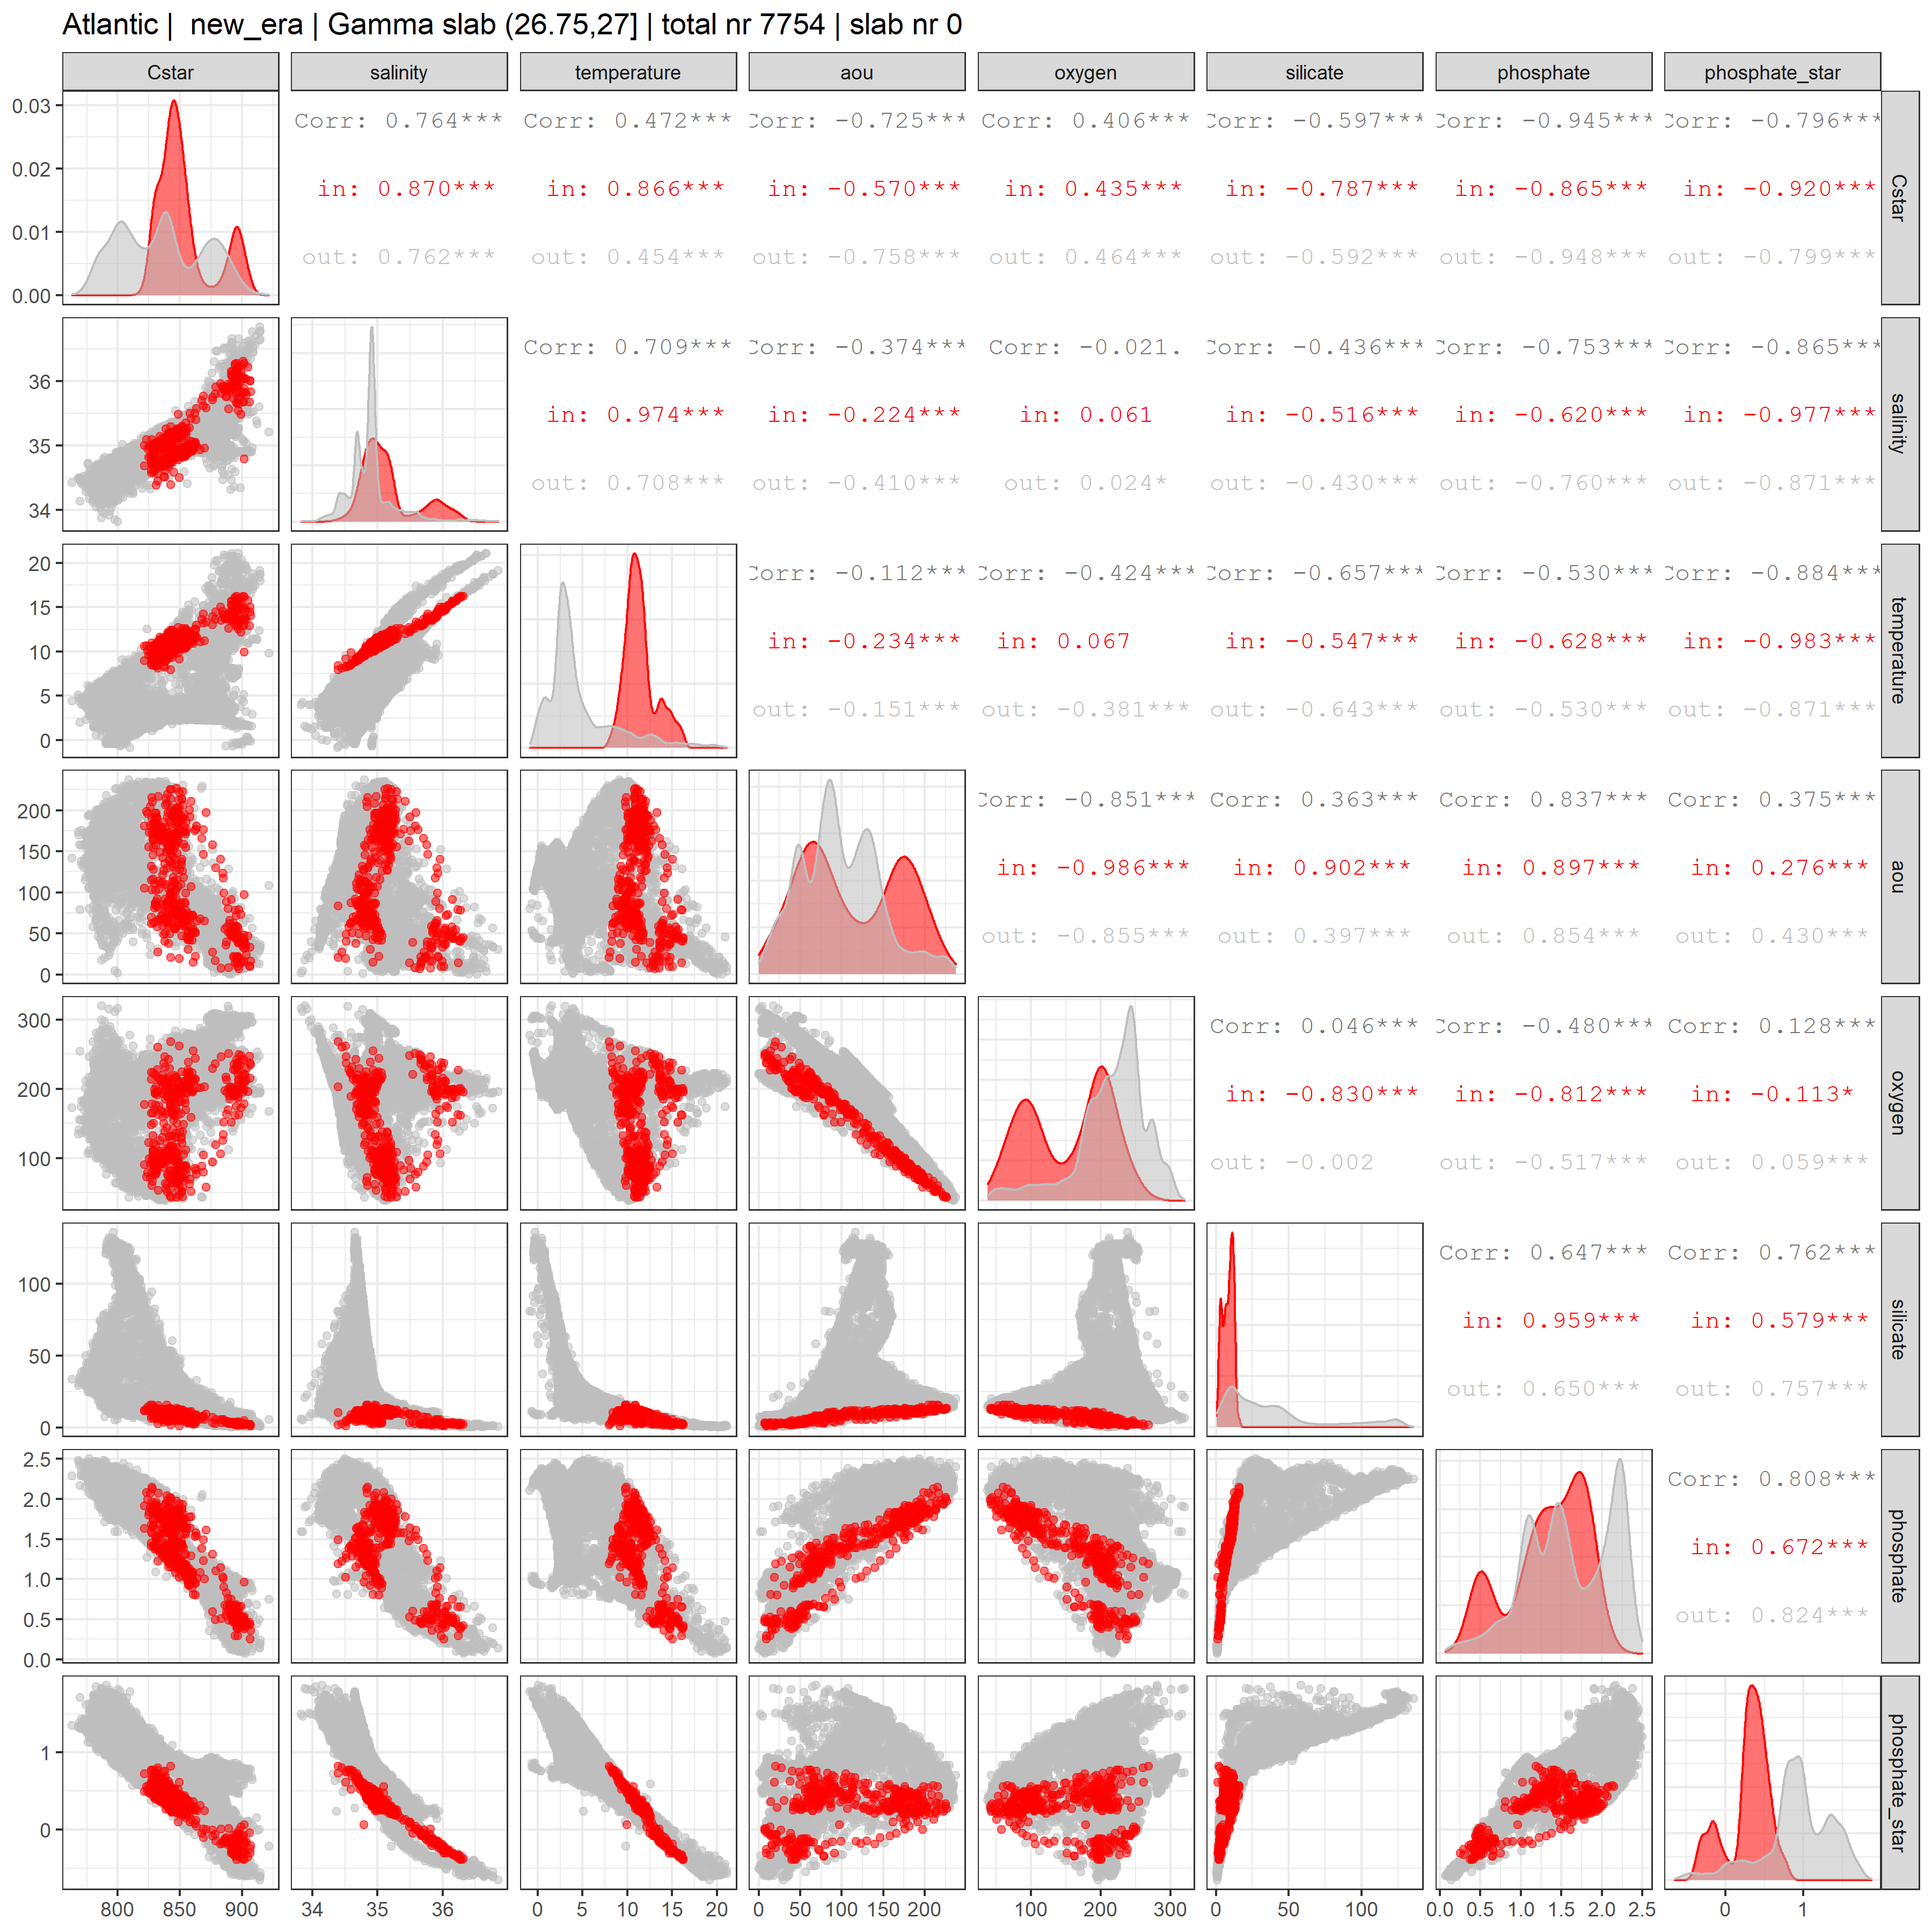 Atlantic | new_era | Gamma slab (26.75,27] | total nr 7754 | slab nr 0
Cstar salinity temperature aou oxygen silicate phosphate phosphate_star
0.03 Corr: 0.764*** Corr: 0.472*** Corr: -0.725*** Corr: 0.406*** Corr: -0.597*** Corr: -0.945*** Corr: -0.796***
0.02 in: 0.870*** in: 0.866*** in: -0.570*** in: 0.435*** in: -0.787*** in: -0.865*** in: -0.920*** Cstar
0.01 out: 0.762*** out: 0.454*** out: -0.758*** out: 0.464*** out: -0.592*** out: -0.948*** out: -0.799***
0.00
Corr: 0.709*** Corr: -0.374*** Corr: -0.021. Corr: -0.436*** Corr: -0.753*** Corr: -0.865***
36
in: 0.974*** in: -0.224*** in: 0.061 in: -0.516*** in: -0.620*** in: -0.977*** salinity
35
out: 0.708*** out: -0.410*** out: 0.024* out: -0.430*** out: -0.760*** out: -0.871***
34
20 Corr: -0.112*** Corr: -0.424*** Corr: -0.657*** Corr: -0.530*** Corr: -0.884***
15
10 in: -0.234*** in: 0.067 in: -0.547*** in: -0.628*** in: -0.983*** temperature
5 out: -0.151*** out: -0.381*** out: -0.643*** out: -0.530*** out: -0.871***
0
200 Corr: -0.851*** Corr: 0.363*** Corr: 0.837*** Corr: 0.375***
150
100 in: -0.986*** in: 0.902*** in: 0.897*** in: 0.276*** aou
50 out: -0.855*** out: 0.397*** out: 0.854*** out: 0.430***
0
300 Corr: 0.046*** Corr: -0.480*** Corr: 0.128***
200 in: -0.830*** in: -0.812*** in: -0.113* oxygen
100 out: -0.002 out: -0.517*** out: 0.059***
Corr: 0.647*** Corr: 0.762***
100
in: 0.959*** in: 0.579*** silicate
50
out: 0.650*** out: 0.757***
0
2.5 Corr: 0.808***
2.0
1.5 in: 0.672*** phosphate
1.0
0.5 out: 0.824***
0.0
1
0
phosphate_star
800 850 900 34 35 36 0 5 10 15 20 0 50 100 150 200 100 200 300 0 50 100 0.0 0.5 1.0 1.5 2.0 2.5 0 1